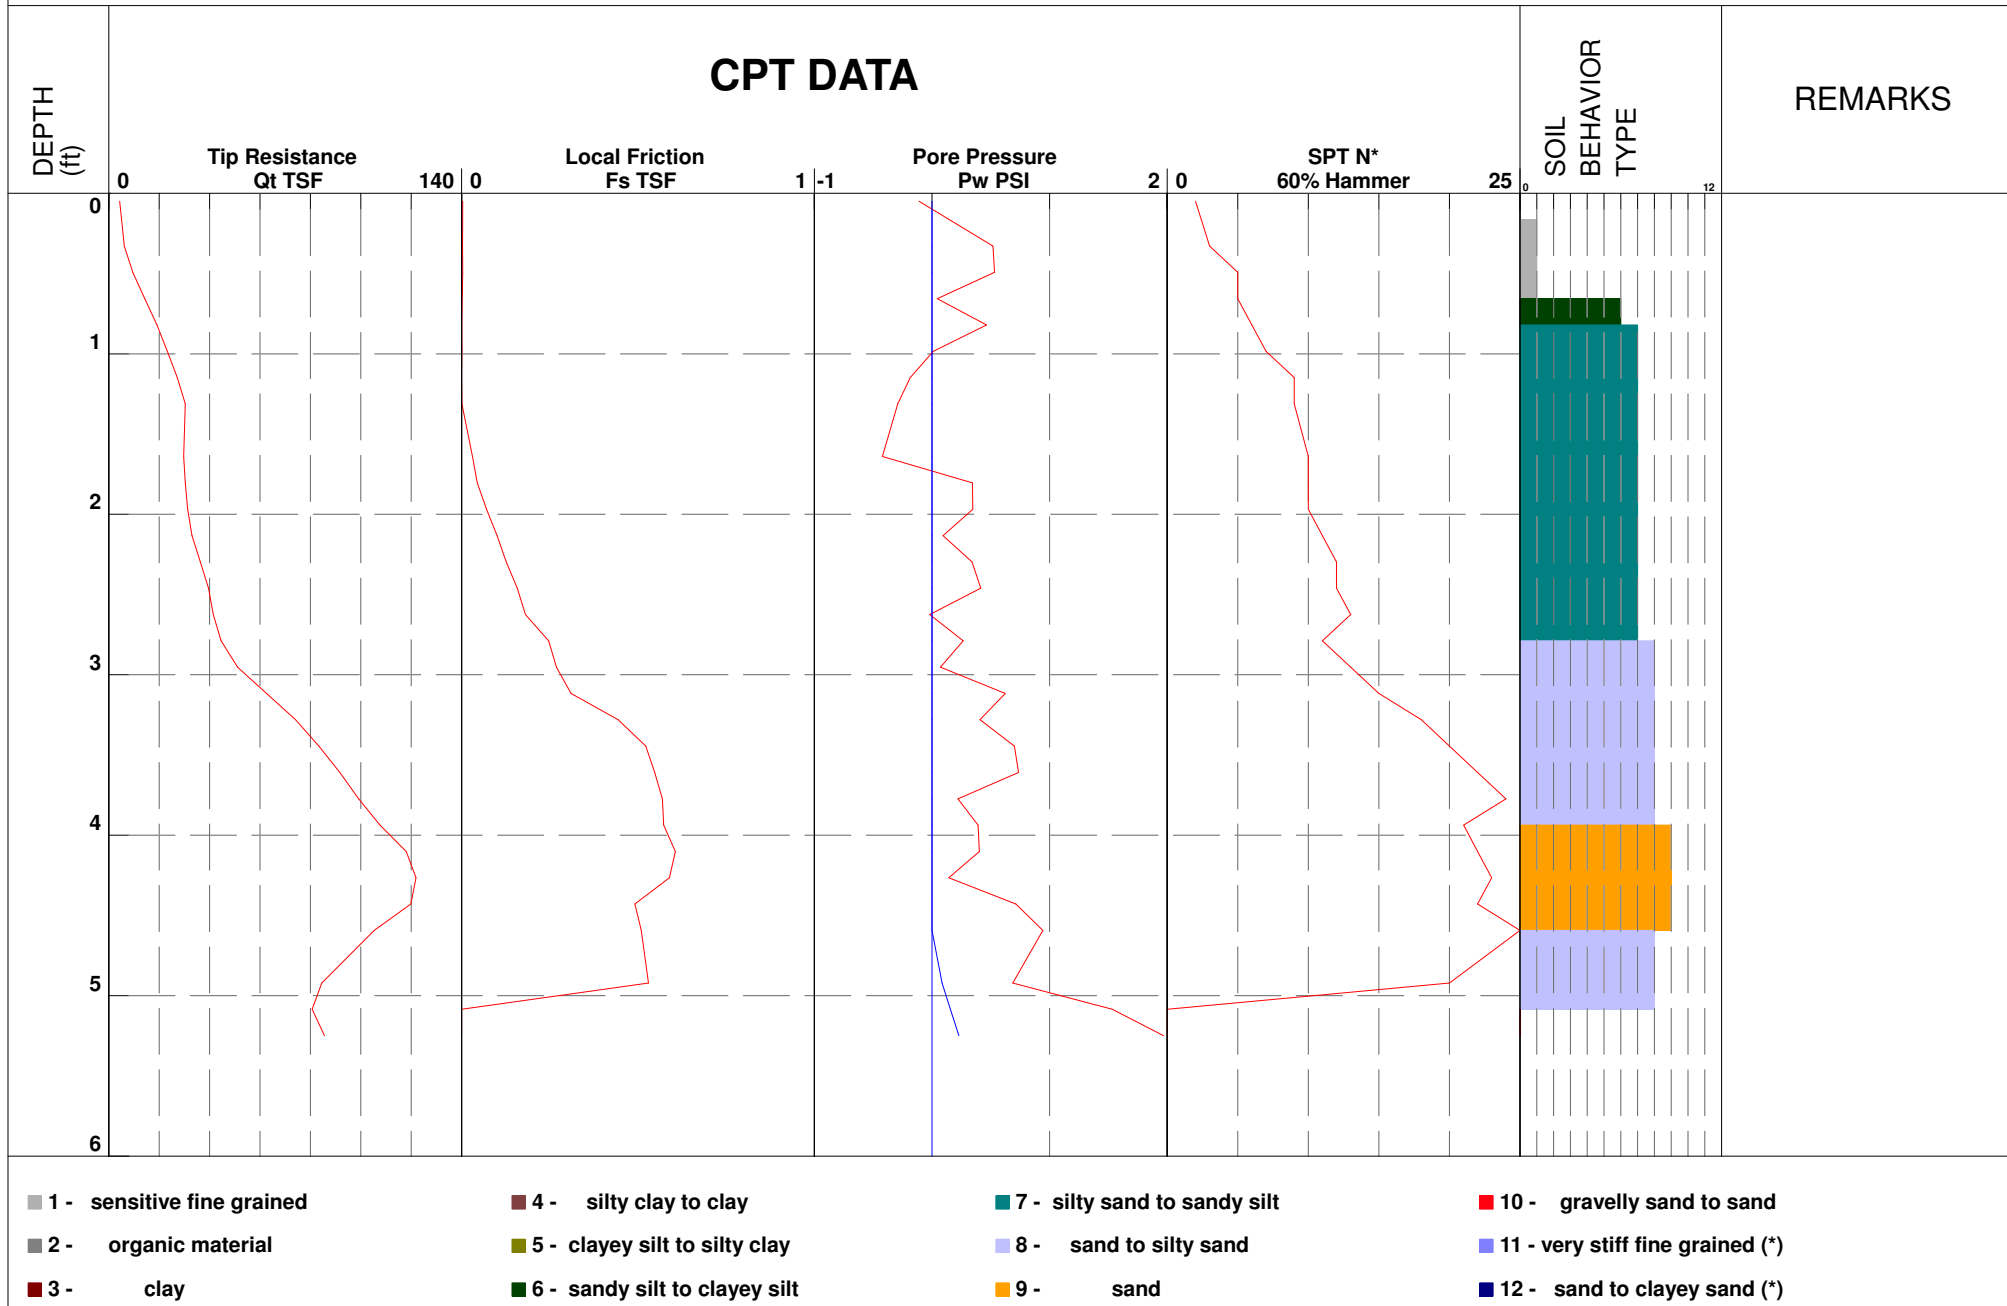 CPT DATA
DEPTH
(ft)
Tip Resistance
Qt TSF
0
140
Local Friction
Fs TSF
0
1
Pore Pressure
Pw PSI
-1
2
SPT N*
60% Hammer
0
25
SOIL
BEHAVIOR
TYPE
0
12
REMARKS
0
1
2
3
4
5
6
1 - sensitive fine grained
2 - organic material
3 - clay
4 - silty clay to clay
5 - clayey silt to silty clay
6 - sandy silt to clayey silt
7 - silty sand to sandy silt
8 - sand to silty sand
9 - sand
10 - gravelly sand to sand
11 - very stiff fine grained (*)
12 - sand to clayey sand (*)